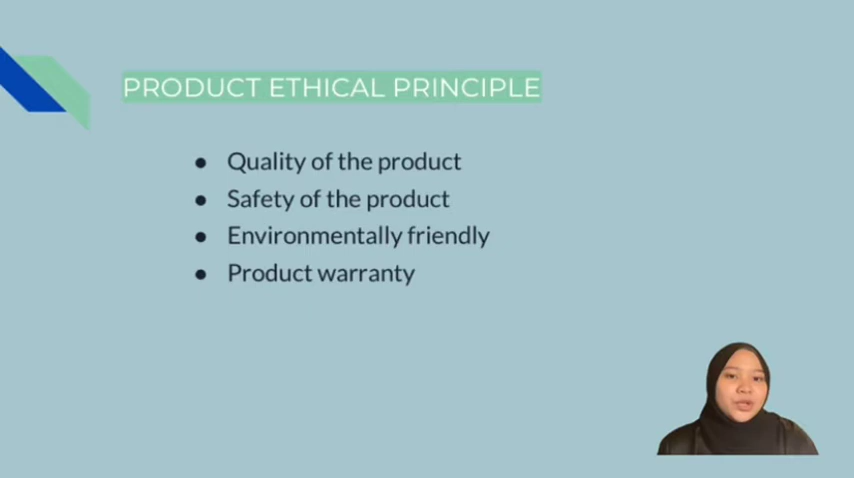 PRODUCT ETHICAL PRINCIPLE
● Quality of the product
● Safety of the product
● Environmentally friendly
● Product warranty